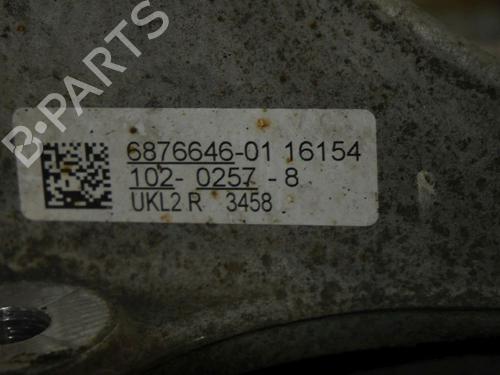 B-PARTS
6876646-01 16154
102- 0257 - 8
UKL2 R 3458